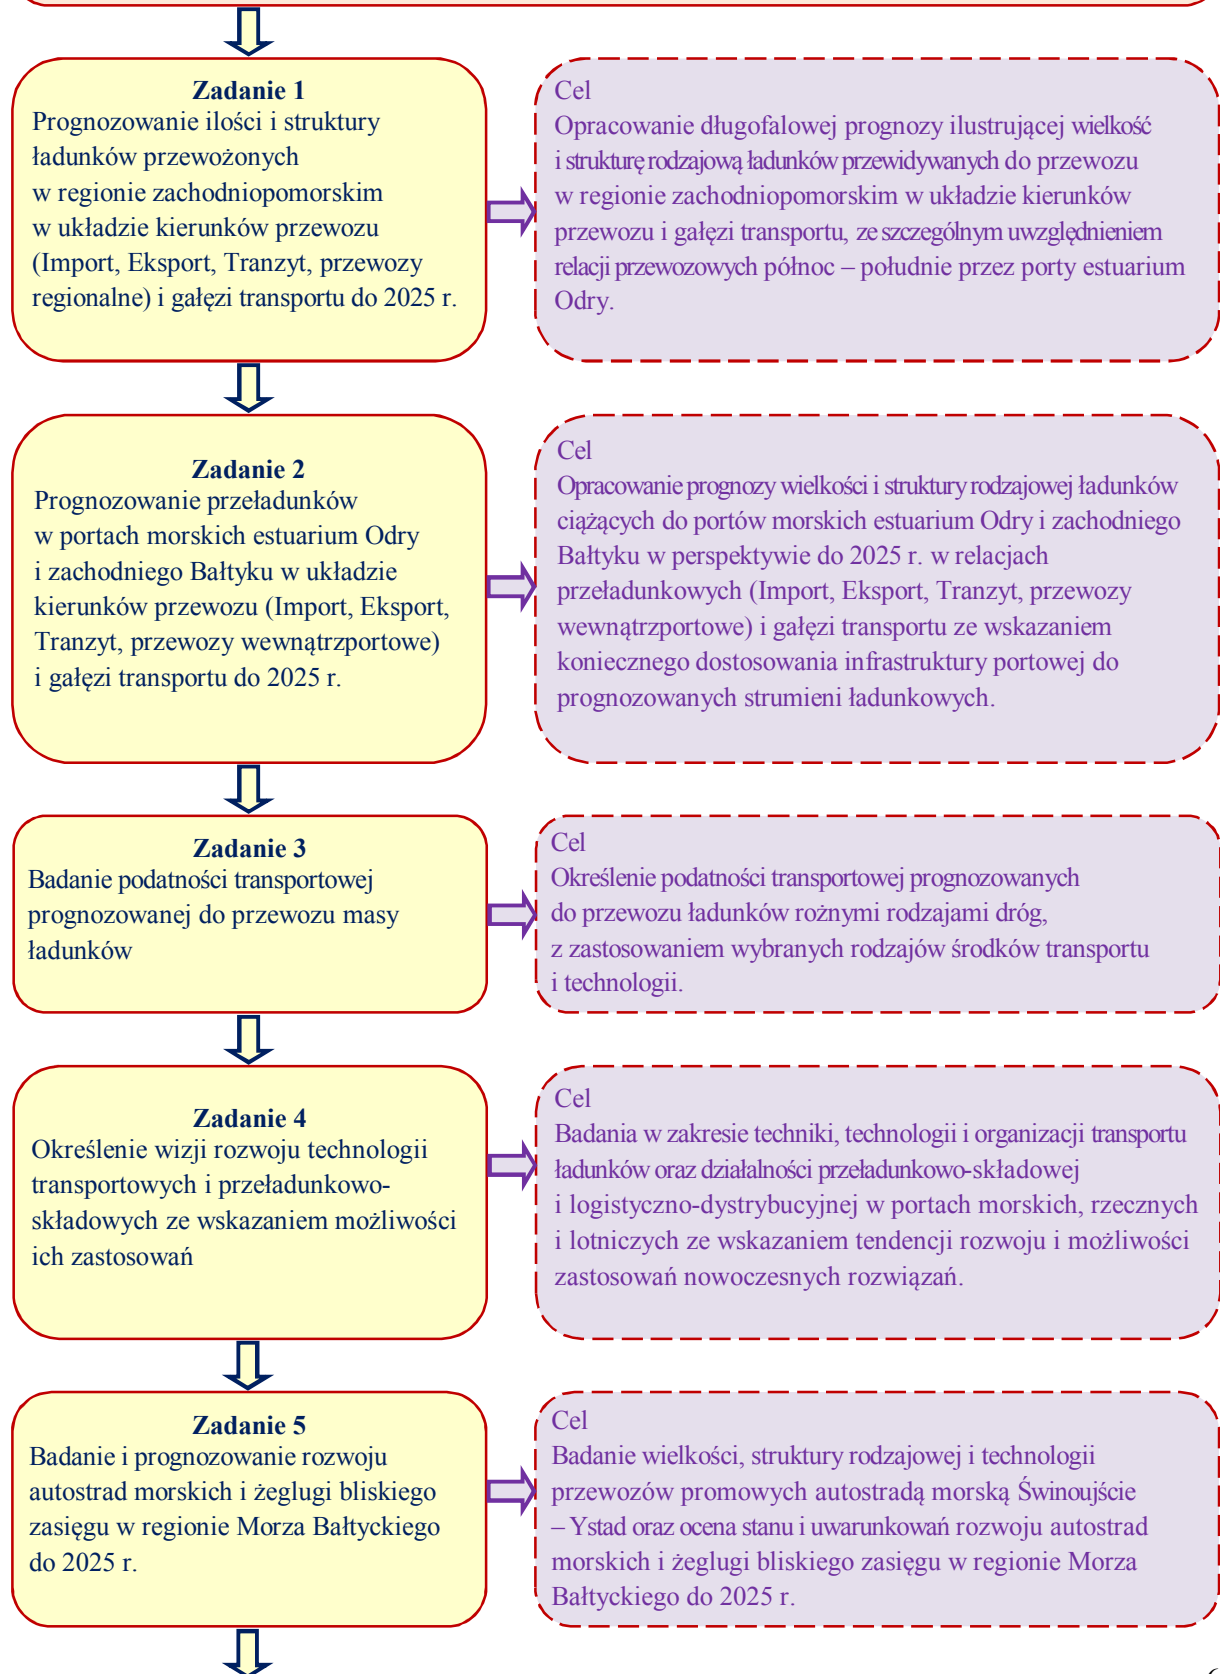 Zadanie 1
Prognozowanie ilości i struktury
ładunków przewożonych
w regionie zachodniopomorskim
w układzie kierunków przewozu
(Import, Eksport, Tranzyt, przewozy
regionalne) i gałęzi transportu do 2025 r.
Cel
Opracowanie długofalowej prognozy ilustrującej wielkość
i strukturę rodzajową ładunków przewidywanych do przewozu
w regionie zachodniopomorskim w układzie kierunków
przewozu i gałęzi transportu, ze szczególnym uwzględnieniem
relacji przewozowych północ – południe przez porty estuarium
Odry.
Zadanie 2
Prognozowanie przeładunków
w portach morskich estuarium Odry
i zachodniego Bałtyku w układzie
kierunków przewozu (Import, Eksport,
Tranzyt, przewozy wewnątrzportowe)
i gałęzi transportu do 2025 r.
Cel
Opracowanie prognozy wielkości i struktury rodzajowej ładunków
ciążących do portów morskich estuarium Odry i zachodniego
Bałtyku w perspektywie do 2025 r. w relacjach
przeładunkowych (Import, Eksport, Tranzyt, przewozy
wewnątrzportowe) i gałęzi transportu ze wskazaniem
koniecznego dostosowania infrastruktury portowej do
prognozowanych strumieni ładunkowych.
Zadanie 3
Badanie podatności transportowej
prognozowanej do przewozu masy
ładunków
Cel
Określenie podatności transportowej prognozowanych
do przewozu ładunków rożnymi rodzajami dróg,
z zastosowaniem wybranych rodzajów środków transportu
i technologii.
Zadanie 4
Określenie wizji rozwoju technologii
transportowych i przeładunkowo-
składowych ze wskazaniem możliwości
ich zastosowań
Cel
Badania w zakresie techniki, technologii i organizacji transportu
ładunków oraz działalności przeładunkowo-składowej
i logistyczno-dystrybucyjnej w portach morskich, rzecznych
i lotniczych ze wskazaniem tendencji rozwoju i możliwości
zastosowań nowoczesnych rozwiązań.
Zadanie 5
Badanie i prognozowanie rozwoju
autostrad morskich i żeglugi bliskiego
zasięgu w regionie Morza Bałtyckiego
do 2025 r.
Cel
Badanie wielkości, struktury rodzajowej i technologii
przewozów promowych autostradą morską Świnoujście
– Ystad oraz ocena stanu i uwarunkowań rozwoju autostrad
morskich i żeglugi bliskiego zasięgu w regionie Morza
Bałtyckiego do 2025 r.